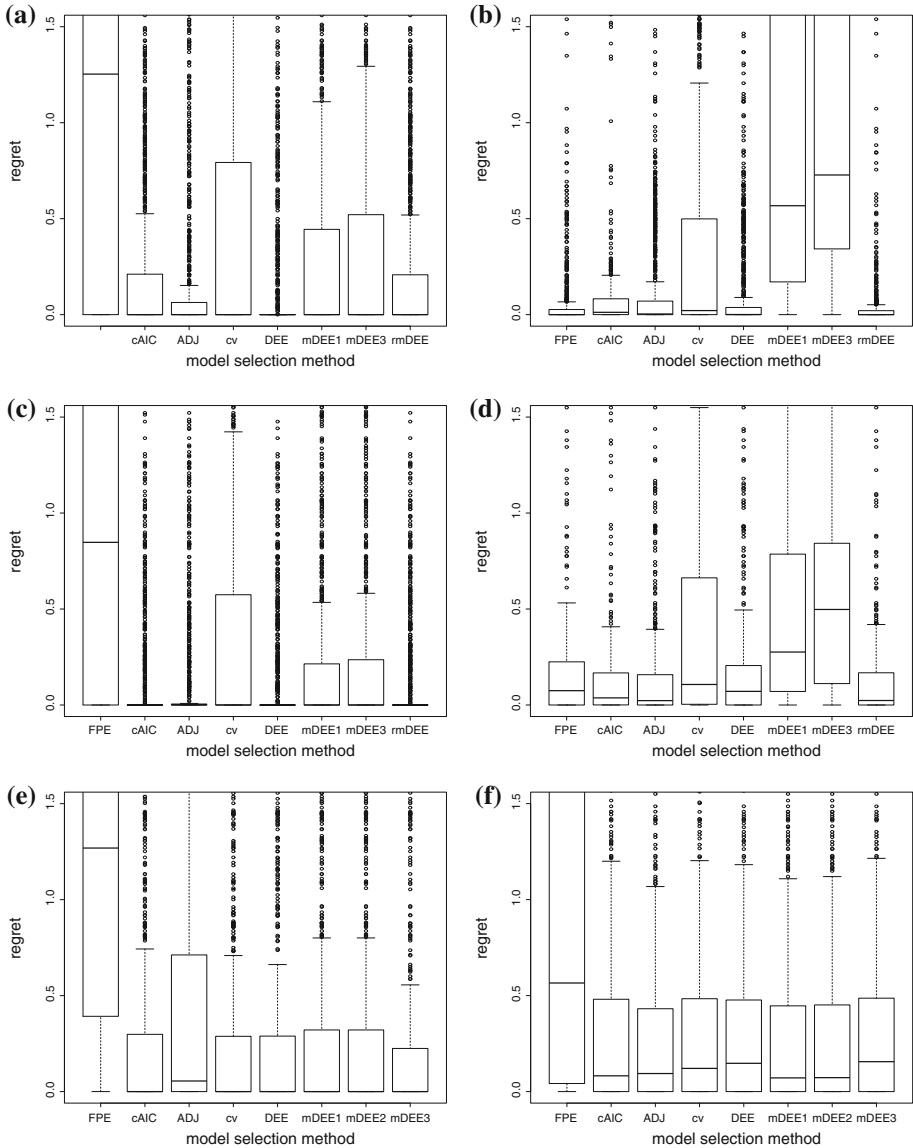 (a)
regret
0.0 0.5 1.0 1.5
cAIC ADJ cv DEE mDEE1 mDEE3 rmDEE
model selection method
(b)
regret
0.0 0.5 1.0 1.5
FPE cAIC ADJ cv DEE mDEE1 mDEE3 rmDEE
model selection method
(c)
regret
0.0 0.5 1.0 1.5
FPE cAIC ADJ cv DEE mDEE1 mDEE3 rmDEE
model selection method
(d)
regret
0.0 0.5 1.0 1.5
FPE cAIC ADJ cv DEE mDEE1 mDEE3 rmDEE
model selection method
(e)
regret
0.0 0.5 1.0 1.5
FPE cAIC ADJ cv DEE mDEE1 mDEE2 mDEE3
model selection method
(f)
regret
0.0 0.5 1.0 1.5
FPE cAIC ADJ cv DEE mDEE1 mDEE2 mDEE3
model selection method